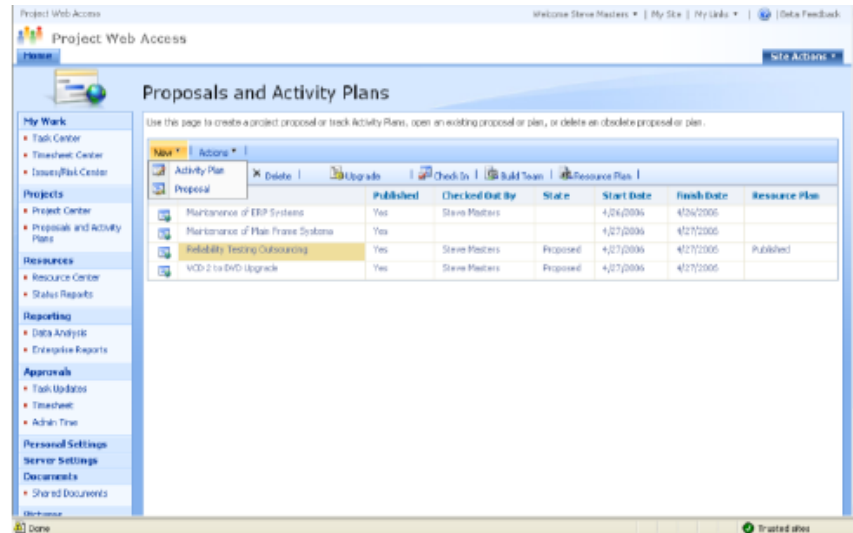 Project Web Access
Welcome Steve Masters | My Site | My Links | Beta Feedback
Project Web Access
Home
Site Actions
Proposals and Activity Plans
Use this page to create a project proposal or track Activity Plans, open an existing proposal or plan, or delete an obsolete proposal or plan.
New | Actions |
Activity Plan
Proposal
Delete | Upgrade | Check In | Build Team | Resource Plan |
Published Checked Out By State Start Date Finish Date Resource Plan
Maintenance of ERP Systems Yes Steve Masters 4/26/2006 4/26/2006
Maintenance of Main Frame Systems Yes 4/27/2006 4/27/2006
Reliability Testing Outsourcing Yes Steve Masters Proposed 4/27/2006 4/27/2006 Published
VCD 2 to DVD Upgrade Yes Steve Masters Proposed 4/27/2006 4/27/2006
My Work
Task Center
Timesheet Center
Issues/Risk Center
Projects
Project Center
Proposals and Activity
Plans
Resources
Resource Center
Status Reports
Reporting
Data Analysis
Enterprise Reports
Approvals
Task Updates
Timesheet
Admin Time
Personal Settings
Server Settings
Documents
Shared Documents
Pictures
Done
Trusted sites